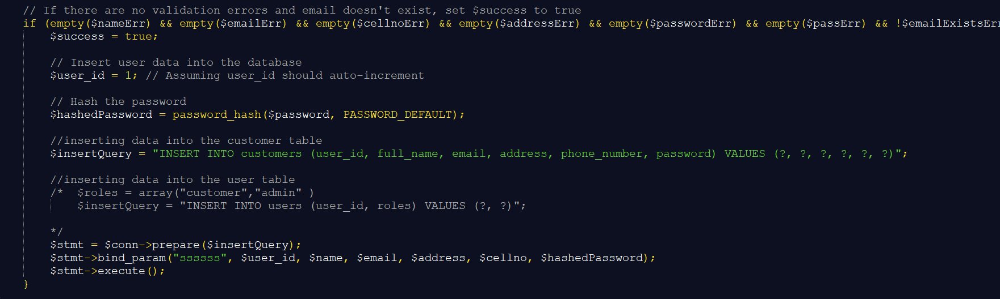 // If there are no validation errors and email doesn't exist, set $success to true
if (empty($nameErr) && empty($emailErr) && empty($cellnoErr) && empty($addressErr) && empty($passwordErr) && empty($passErr) && !$emailExistsErr
$success = true;
// Insert user data into the database
$user_id = 1; // Assuming user_id should auto-increment
// Hash the password
$hashedPassword = password_hash($password, PASSWORD_DEFAULT);
//inserting data into the customer table
$insertQuery = "INSERT INTO customers (user_id, full_name, email, address, phone_number, password) VALUES (?, ?, ?, ?, ?, ?)";
//inserting data into the user table
/*  $roles = array("customer","admin" )
$insertQuery = "INSERT INTO users (user_id, roles) VALUES (?, ?)";
*/
$stmt = $conn->prepare($insertQuery);
$stmt->bind_param("ssssss", $user_id, $name, $email, $address, $cellno, $hashedPassword);
$stmt->execute();
}